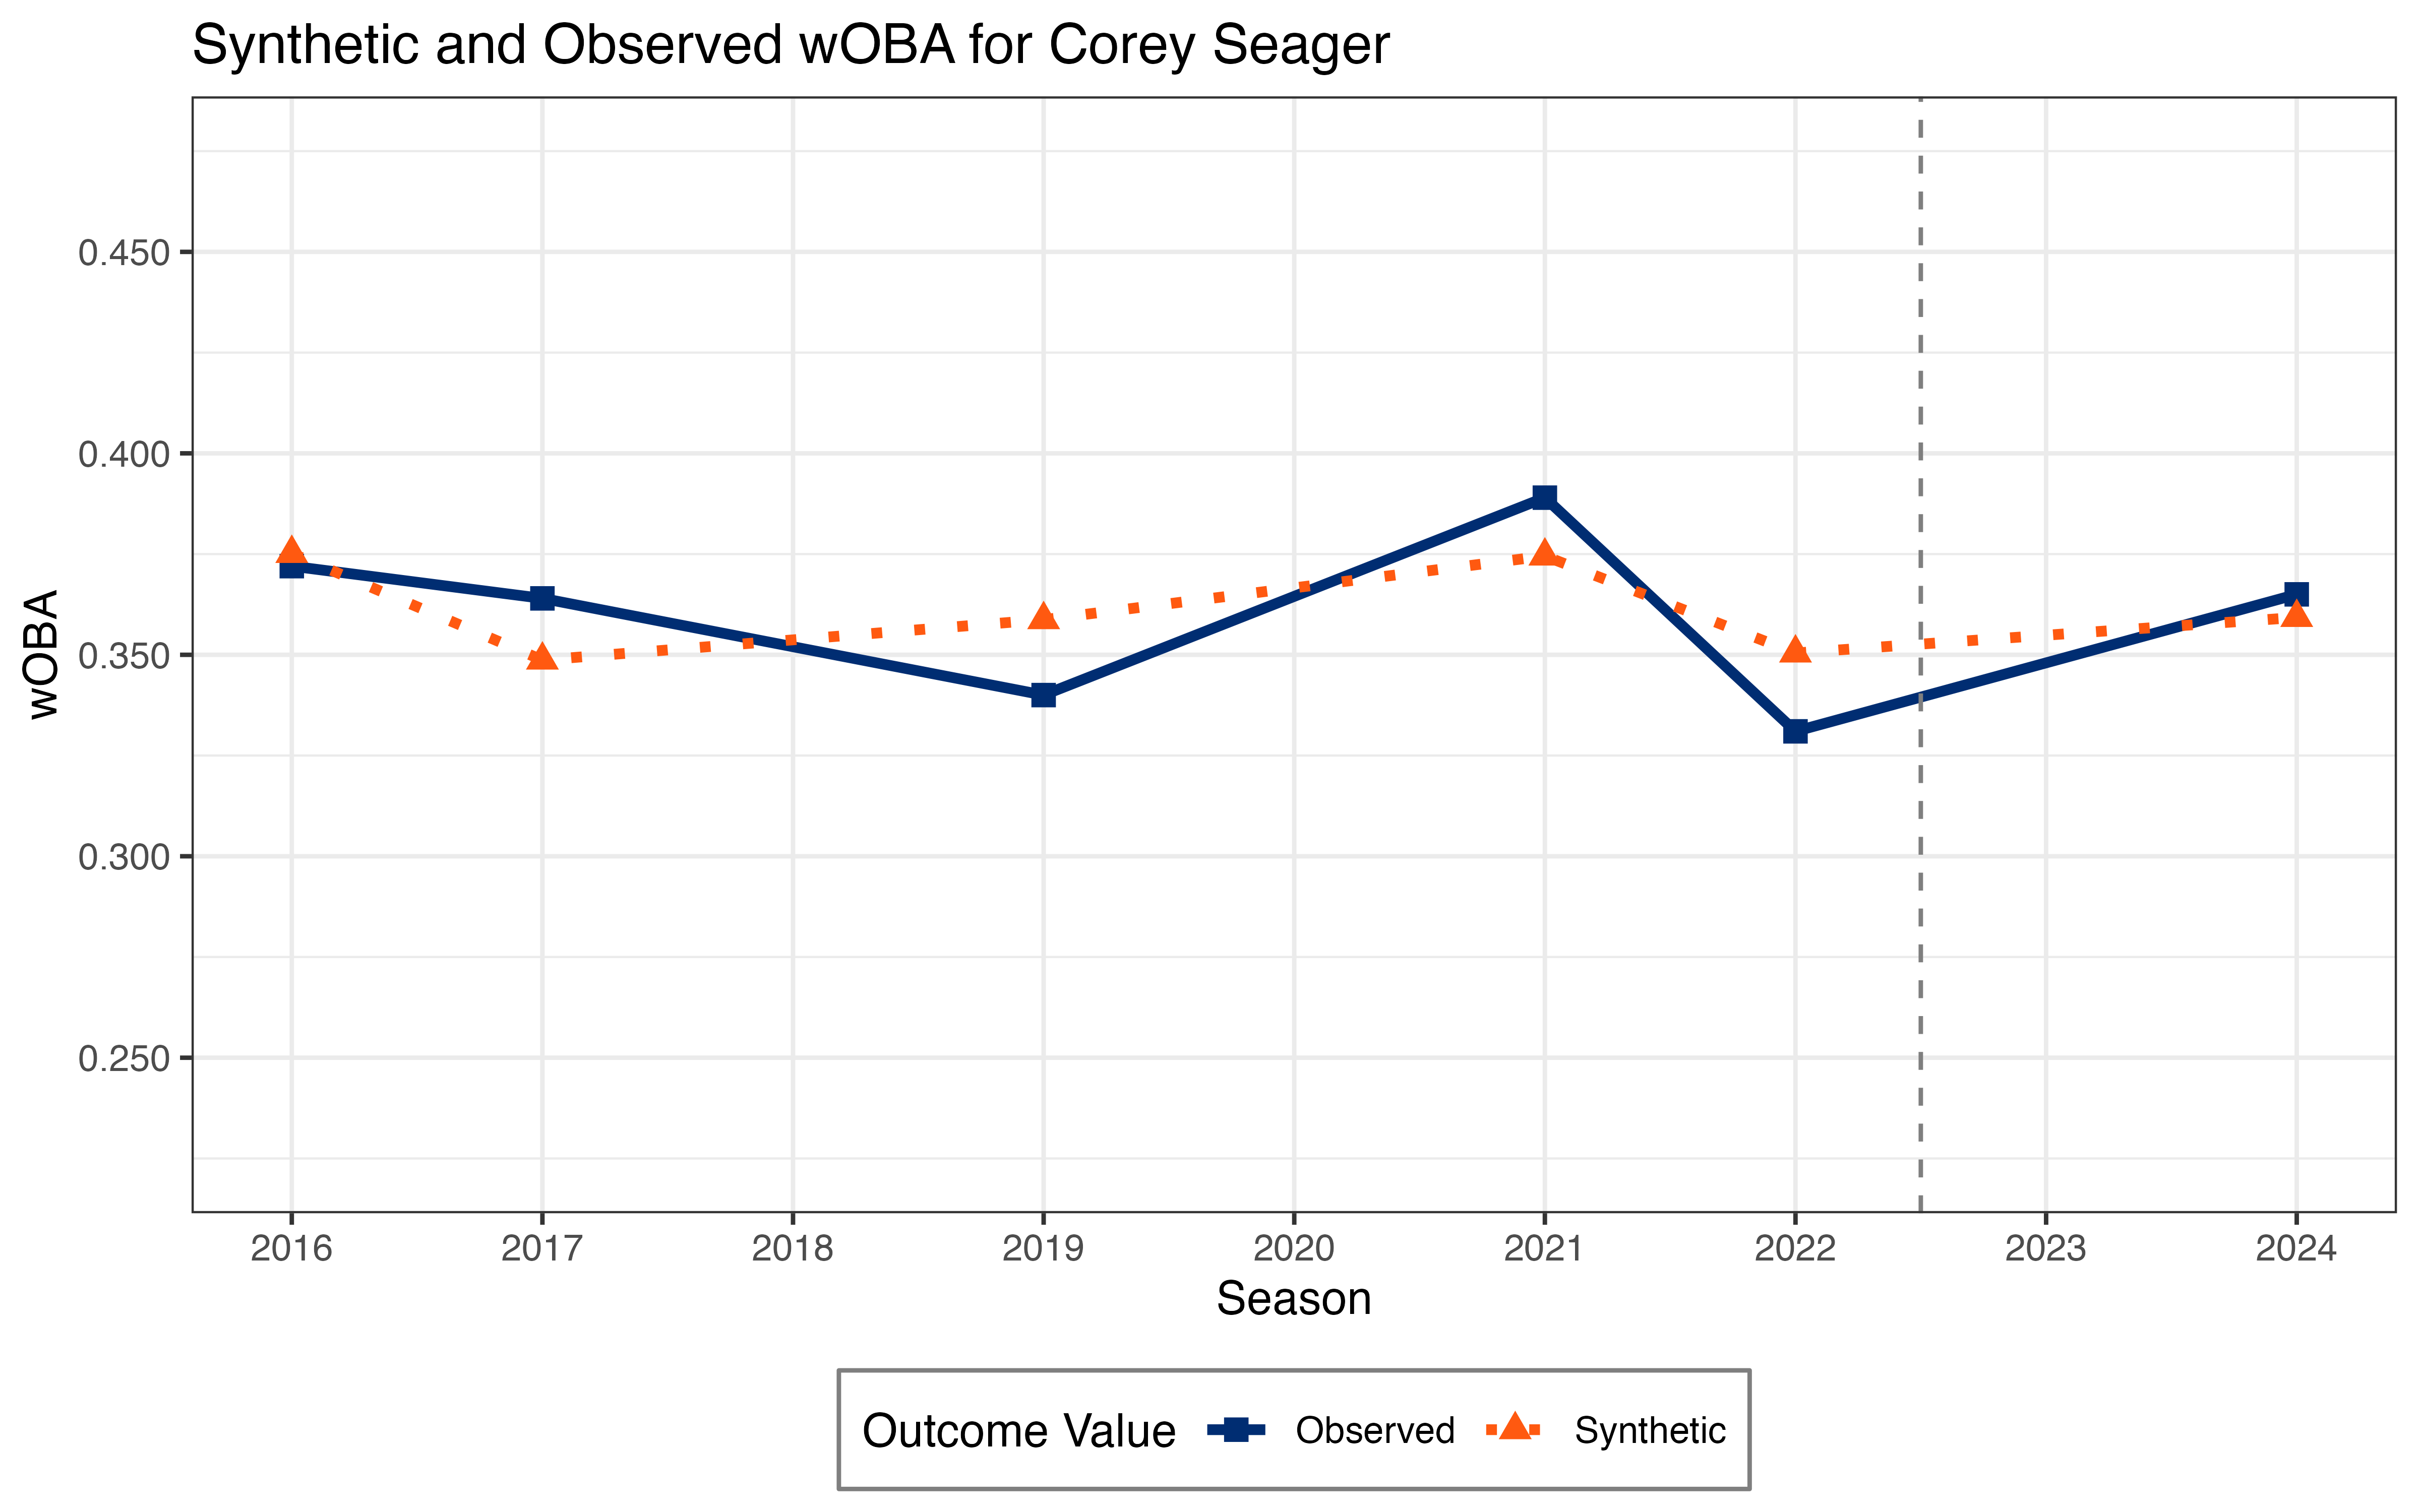 Synthetic and Observed wOBA for Corey Seager
wOBA
0.450
0.400
0.350
0.300
0.250
2016 2017 2018 2019 2020 2021 2022 2023 2024
Season
Outcome Value Observed Synthetic